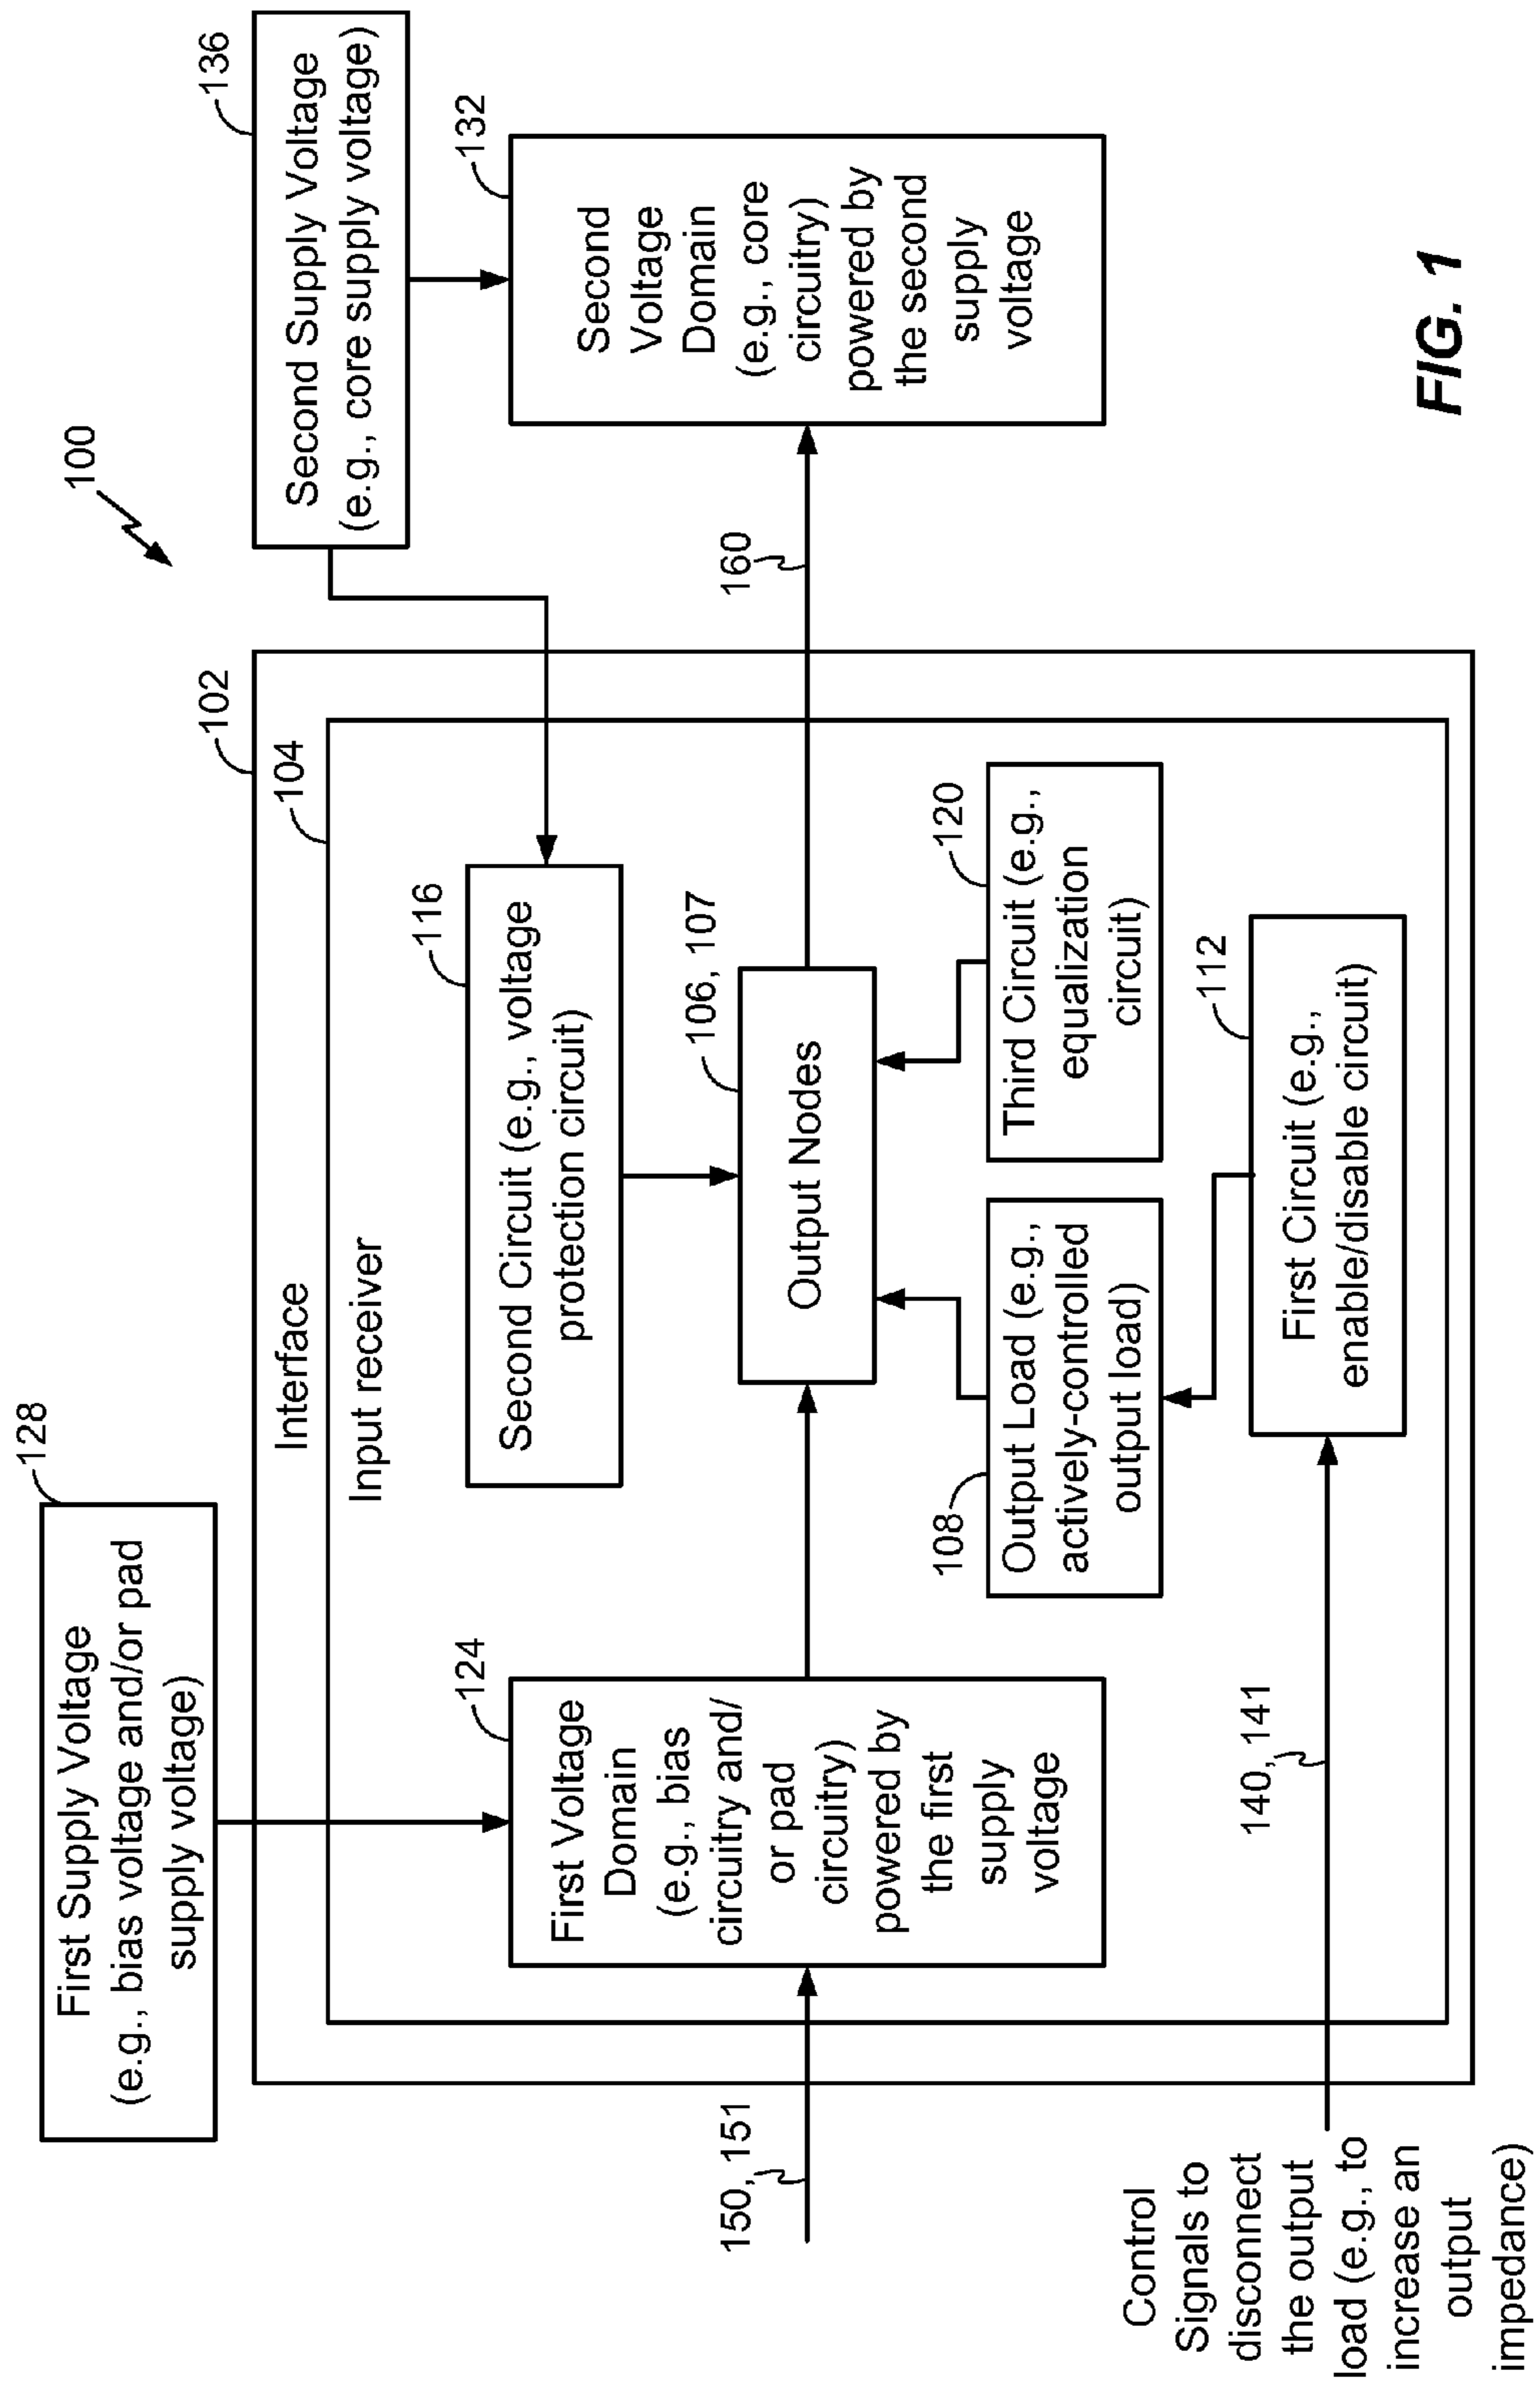 100
128
First Supply Voltage
(e.g., bias voltage and/or pad
supply voltage)
136
Second Supply Voltage
(e.g., core supply voltage)
102
Interface
104
Input receiver
116
Second Circuit (e.g., voltage
protection circuit)
124
First Voltage
Domain
(e.g., bias
circuitry and/
or pad
circuitry)
powered by
the first
supply
voltage
106, 107
Output Nodes
132
Second
Voltage
Domain
(e.g., core
circuitry)
powered by
the second
supply
voltage
150, 151
160
108
Output Load (e.g.,
actively-controlled
output load)
120
Third Circuit (e.g.,
equalization
circuit)
112
First Circuit (e.g.,
enable/disable circuit)
140, 141
Control
Signals to
disconnect
the output
load (e.g., to
increase an
output
impedance)
FIG. 1